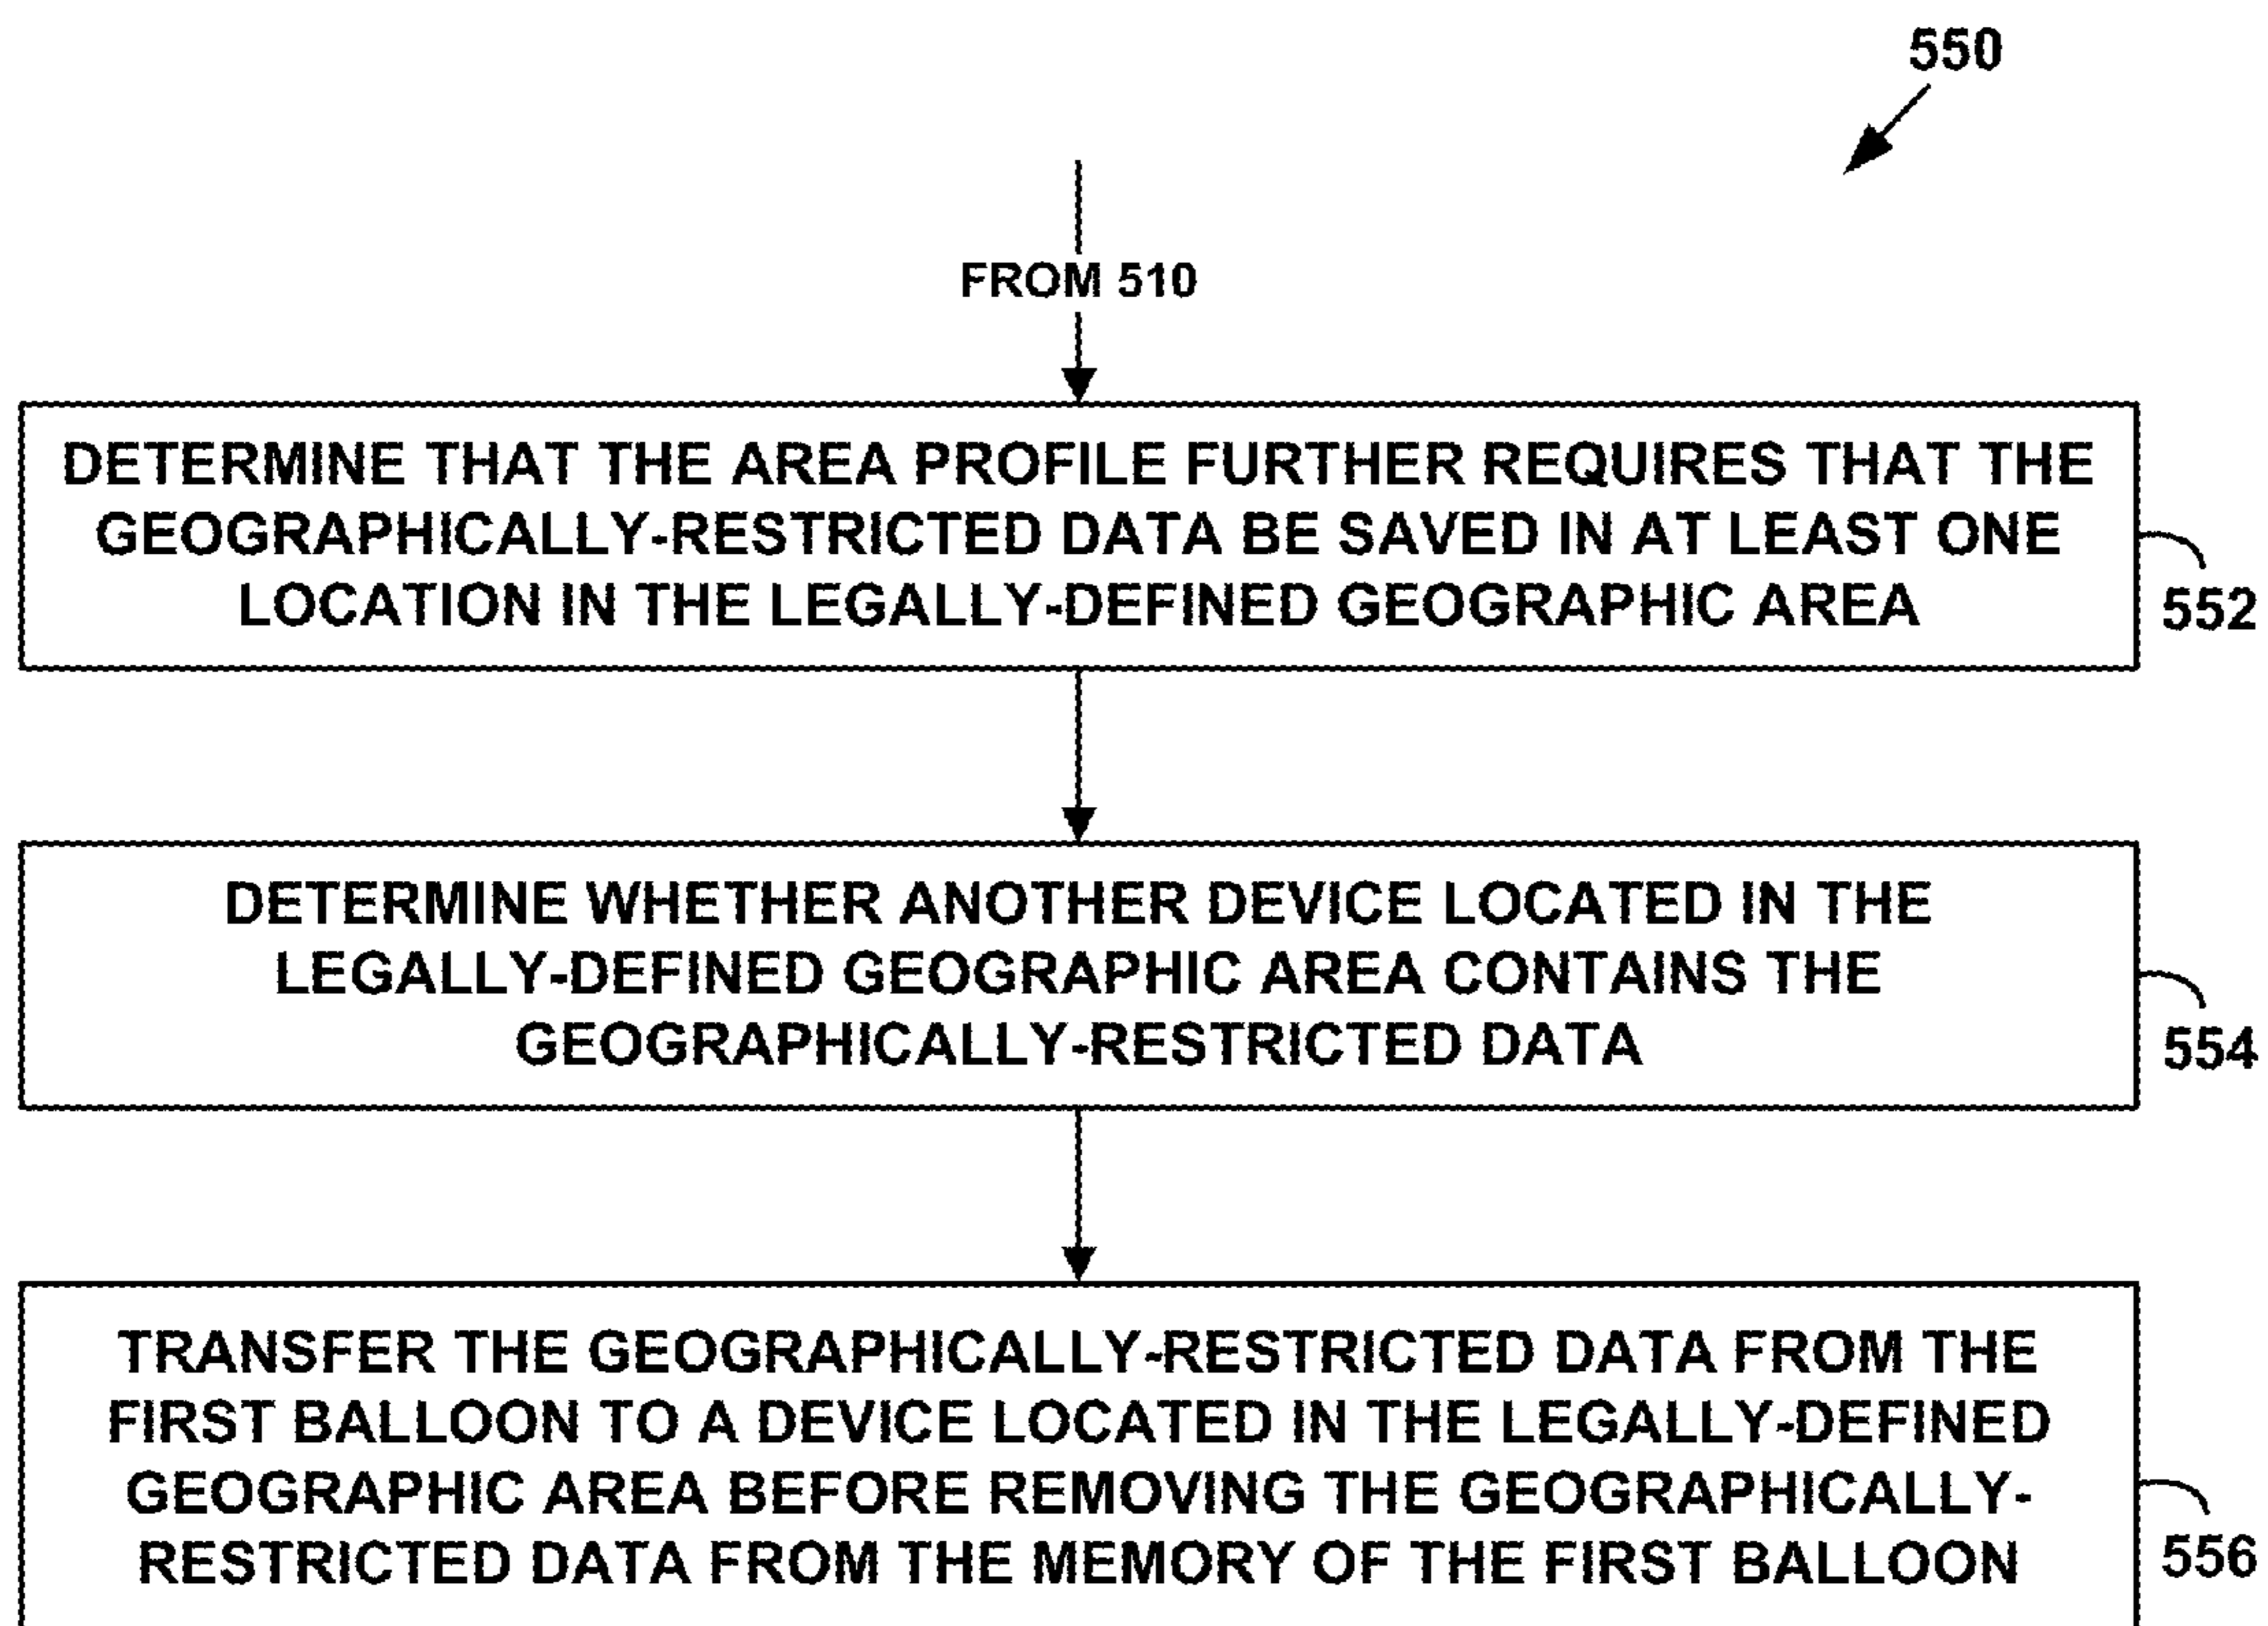 550
FROM 510
DETERMINE THAT THE AREA PROFILE FURTHER REQUIRES THAT THE
GEOGRAPHICALLY-RESTRICTED DATA BE SAVED IN AT LEAST ONE
LOCATION IN THE LEGALLY-DEFINED GEOGRAPHIC AREA
552
DETERMINE WHETHER ANOTHER DEVICE LOCATED IN THE
LEGALLY-DEFINED GEOGRAPHIC AREA CONTAINS THE
GEOGRAPHICALLY-RESTRICTED DATA
554
TRANSFER THE GEOGRAPHICALLY-RESTRICTED DATA FROM THE
FIRST BALLOON TO A DEVICE LOCATED IN THE LEGALLY-DEFINED
GEOGRAPHIC AREA BEFORE REMOVING THE GEOGRAPHICALLY-
RESTRICTED DATA FROM THE MEMORY OF THE FIRST BALLOON
556